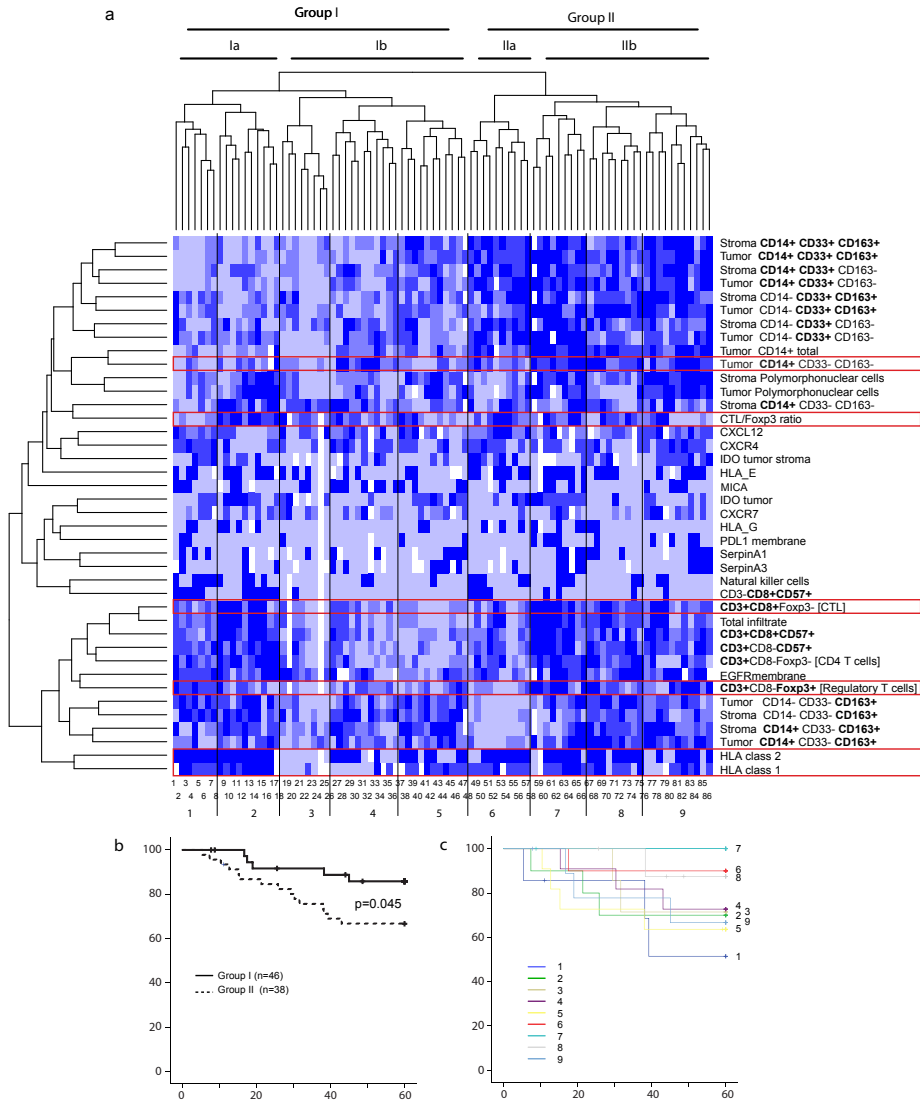 a
Group I
Group II
Ia
Ib
IIa
IIb
Stroma CD14+ CD33+ CD163+
Tumor CD14+ CD33+ CD163+
Stroma CD14+ CD33+ CD163-
Tumor CD14+ CD33+ CD163-
Stroma CD14- CD33+ CD163+
Tumor CD14- CD33+ CD163+
Stroma CD14- CD33+ CD163-
Tumor CD14- CD33+ CD163-
Tumor CD14+ total
Tumor CD14+ CD33- CD163-
Stroma Polymorphonuclear cells
Tumor Polymorphonuclear cells
Stroma CD14+ CD33- CD163-
CTL/Foxp3 ratio
CXCL12
CXCR4
IDO tumor stroma
HLA_E
MICA
IDO tumor
CXCR7
HLA_G
PDL1 membrane
SerpinA1
SerpinA3
Natural killer cells
CD3-CD8+CD57+
CD3+CD8+Foxp3- [CTL]
Total infiltrate
CD3+CD8+CD57+
CD3+CD8-CD57+
CD3+CD8-Foxp3- [CD4 T cells]
EGFRmembrane
CD3+CD8-Foxp3+ [Regulatory T cells]
Tumor CD14- CD33- CD163+
Stroma CD14- CD33- CD163+
Stroma CD14+ CD33- CD163+
Tumor CD14+ CD33- CD163+
HLA class 2
HLA class 1
1 3 5 7 9 11 13 15 17 19 21 23 25 27 29 31 33 35 37 39 41 43 45 47 49 51 53 55 57 59 61 63 65 67 69 71 73 75 77 79 81 83 85
2 4 6 8 10 12 14 16 18 20 22 24 26 28 30 32 34 36 38 40 42 44 46 48 50 52 54 56 58 60 62 64 66 68 70 72 74 76 78 80 82 84 86
1 2 3 4 5 6 7 8 9
b
100
80
60
40
20
0
p=0.045
Group I (n=46)
Group II (n=38)
0 20 40 60
c
100
80
60
40
20
0
7
6
8
4
3
2
9
5
1
1
2
3
4
5
6
7
8
9
0 20 40 60